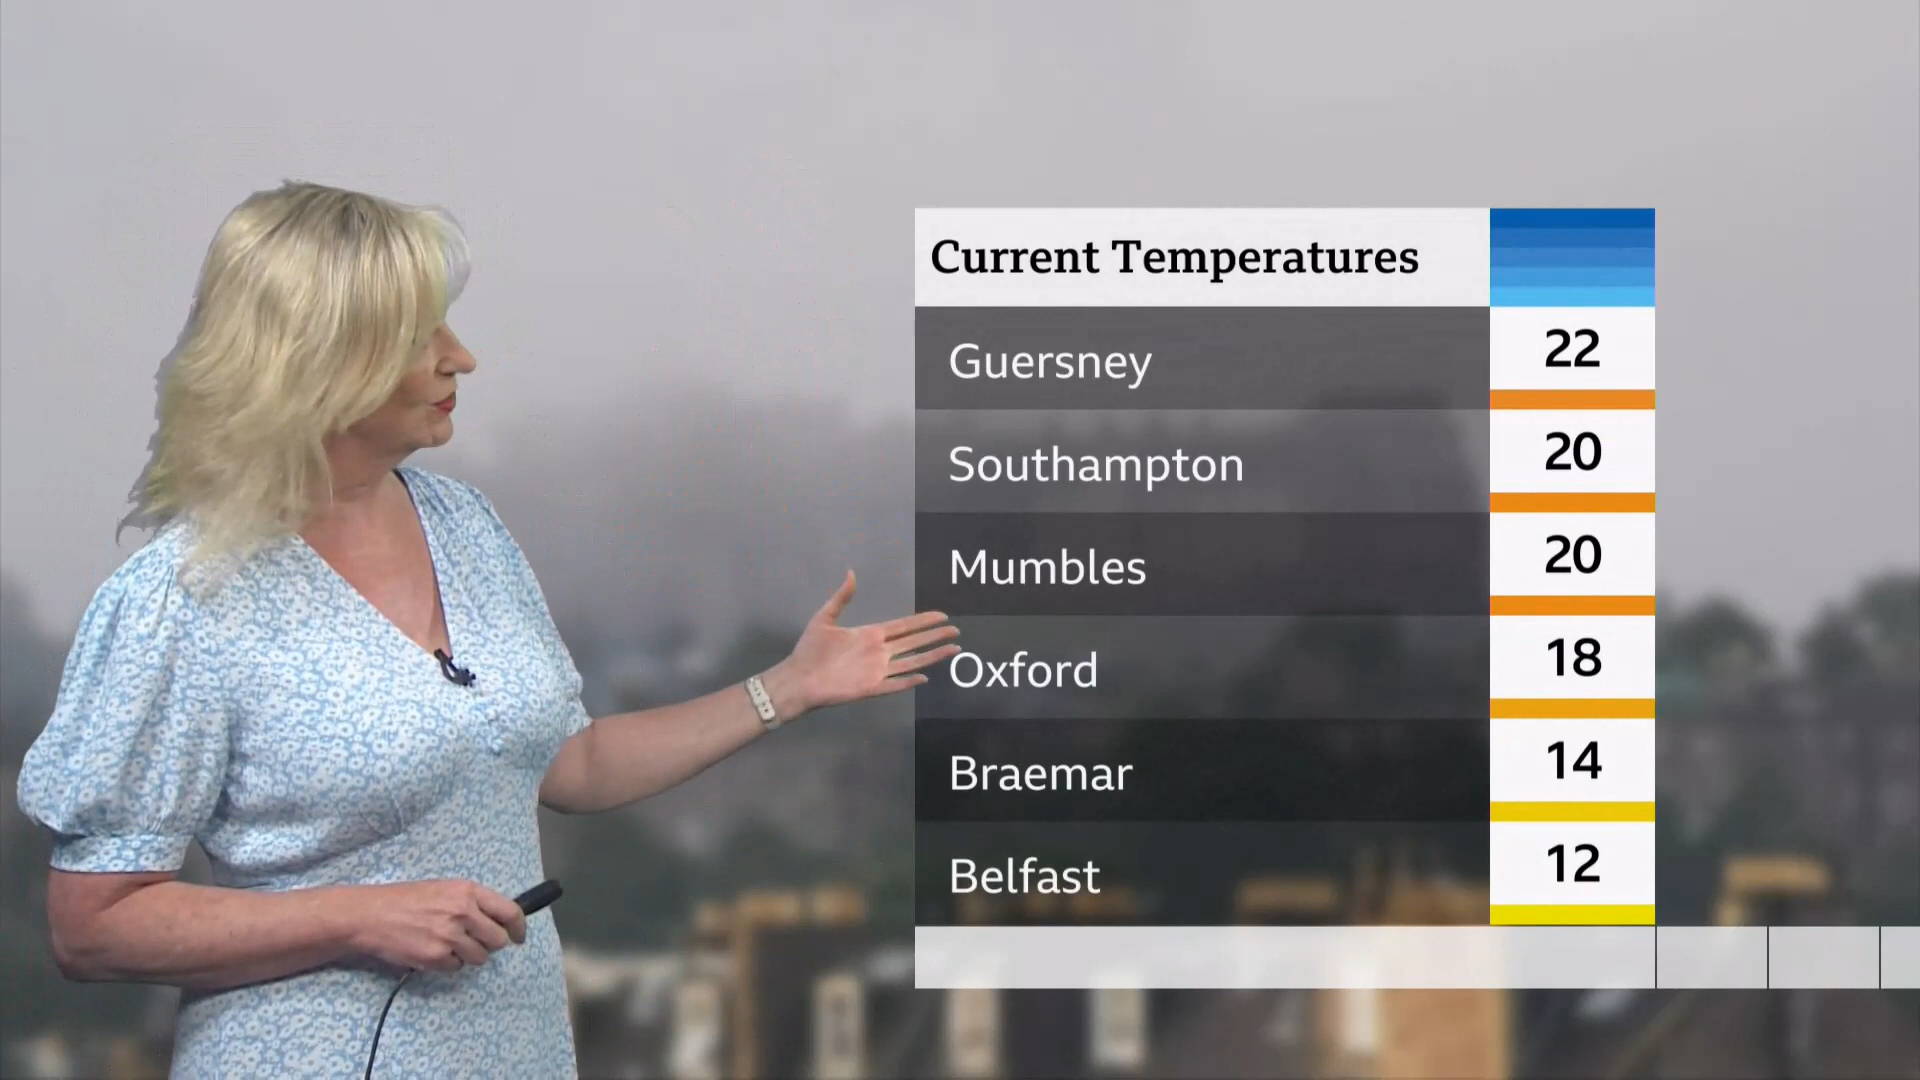 Current Temperatures
Guersney 22
Southampton 20
Mumbles 20
Oxford 18
Braemar 14
Belfast 12